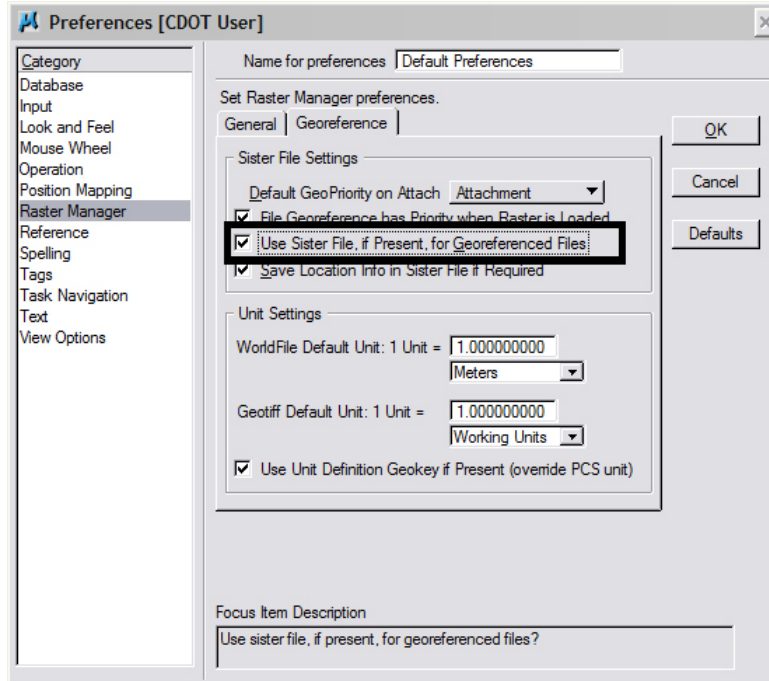 Preferences [CDOT User]
Category
Database
Input
Look and Feel
Mouse Wheel
Operation
Position Mapping
Raster Manager
Reference
Spelling
Tags
Task Navigation
Text
View Options
Name for preferences Default Preferences
Set Raster Manager preferences.
General Georeference
Sister File Settings
Default GeoPriority on Attach Attachment
File Georeference has Priority when Raster is Loaded
Use Sister File, if Present, for Georeferenced Files
Save Location Info in Sister File if Required
Unit Settings
WorldFile Default Unit: 1 Unit = 1.000000000
Meters
Geotiff Default Unit: 1 Unit = 1.000000000
Working Units
Use Unit Definition Geokey if Present (override PCS unit)
OK
Cancel
Defaults
Focus Item Description
Use sister file, if present, for georeferenced files?